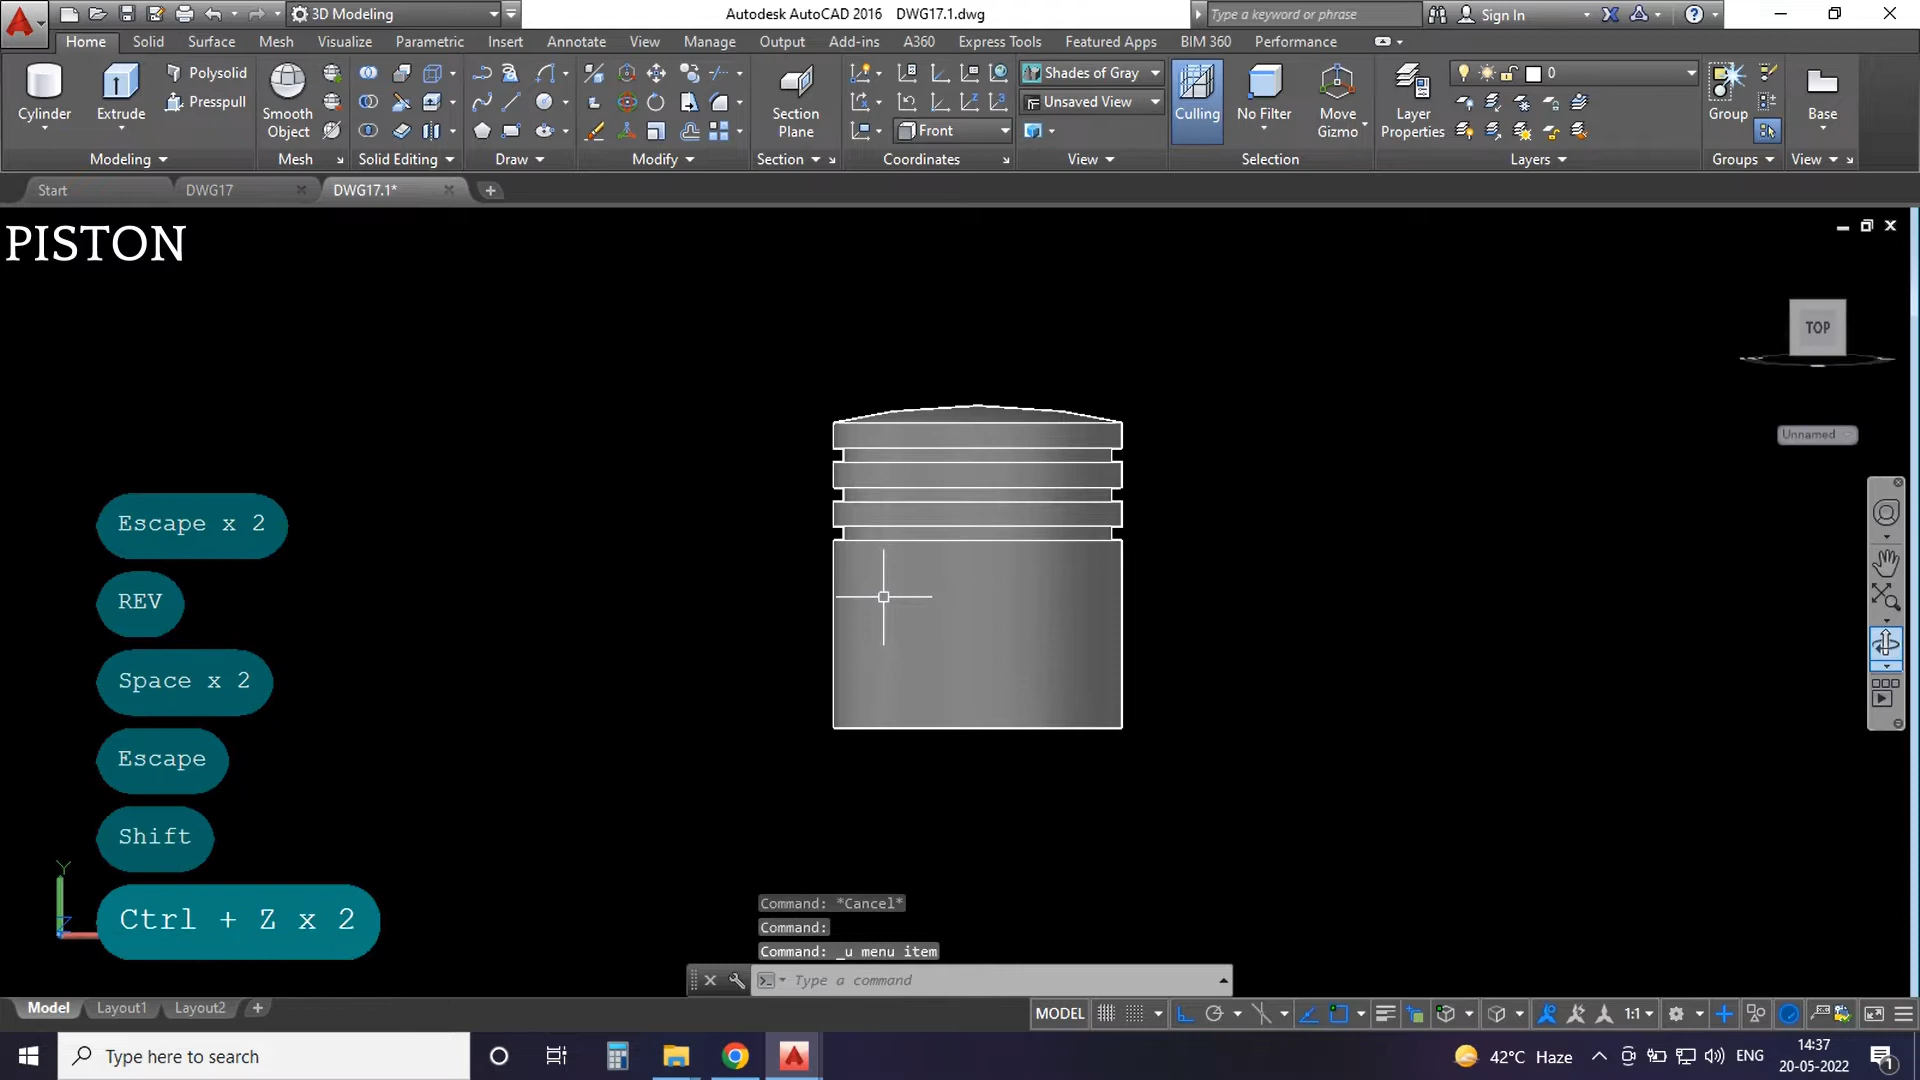 3D Modeling
Autodesk AutoCAD 2016 DWG17.1.dwg
Type a keyword or phrase
Sign In
Home Solid Surface Mesh Visualize Parametric Insert Annotate View Manage Output Add-ins A360 Express Tools Featured Apps BIM 360 Performance
Cylinder
Extrude
Polysolid
Presspull
Smooth
Object
Section
Plane
Shades of Gray
Unsaved View
Front
Culling
No Filter
Move
Gizmo
Layer
Properties
0
Group
Base
Modeling Mesh Solid Editing Draw Modify Section Coordinates View Selection Layers Groups View
Start DWG17 DWG17.1*
PISTON
TOP
Unnamed
Escape x 2
REV
Space x 2
Escape
Shift
Ctrl + Z x 2
Y
Command: *Cancel*
Command:
Command: _u menu item
Type a command
Model Layout1 Layout2
MODEL
1:1
Type here to search
42°C Haze
ENG
14:37
20-05-2022
1